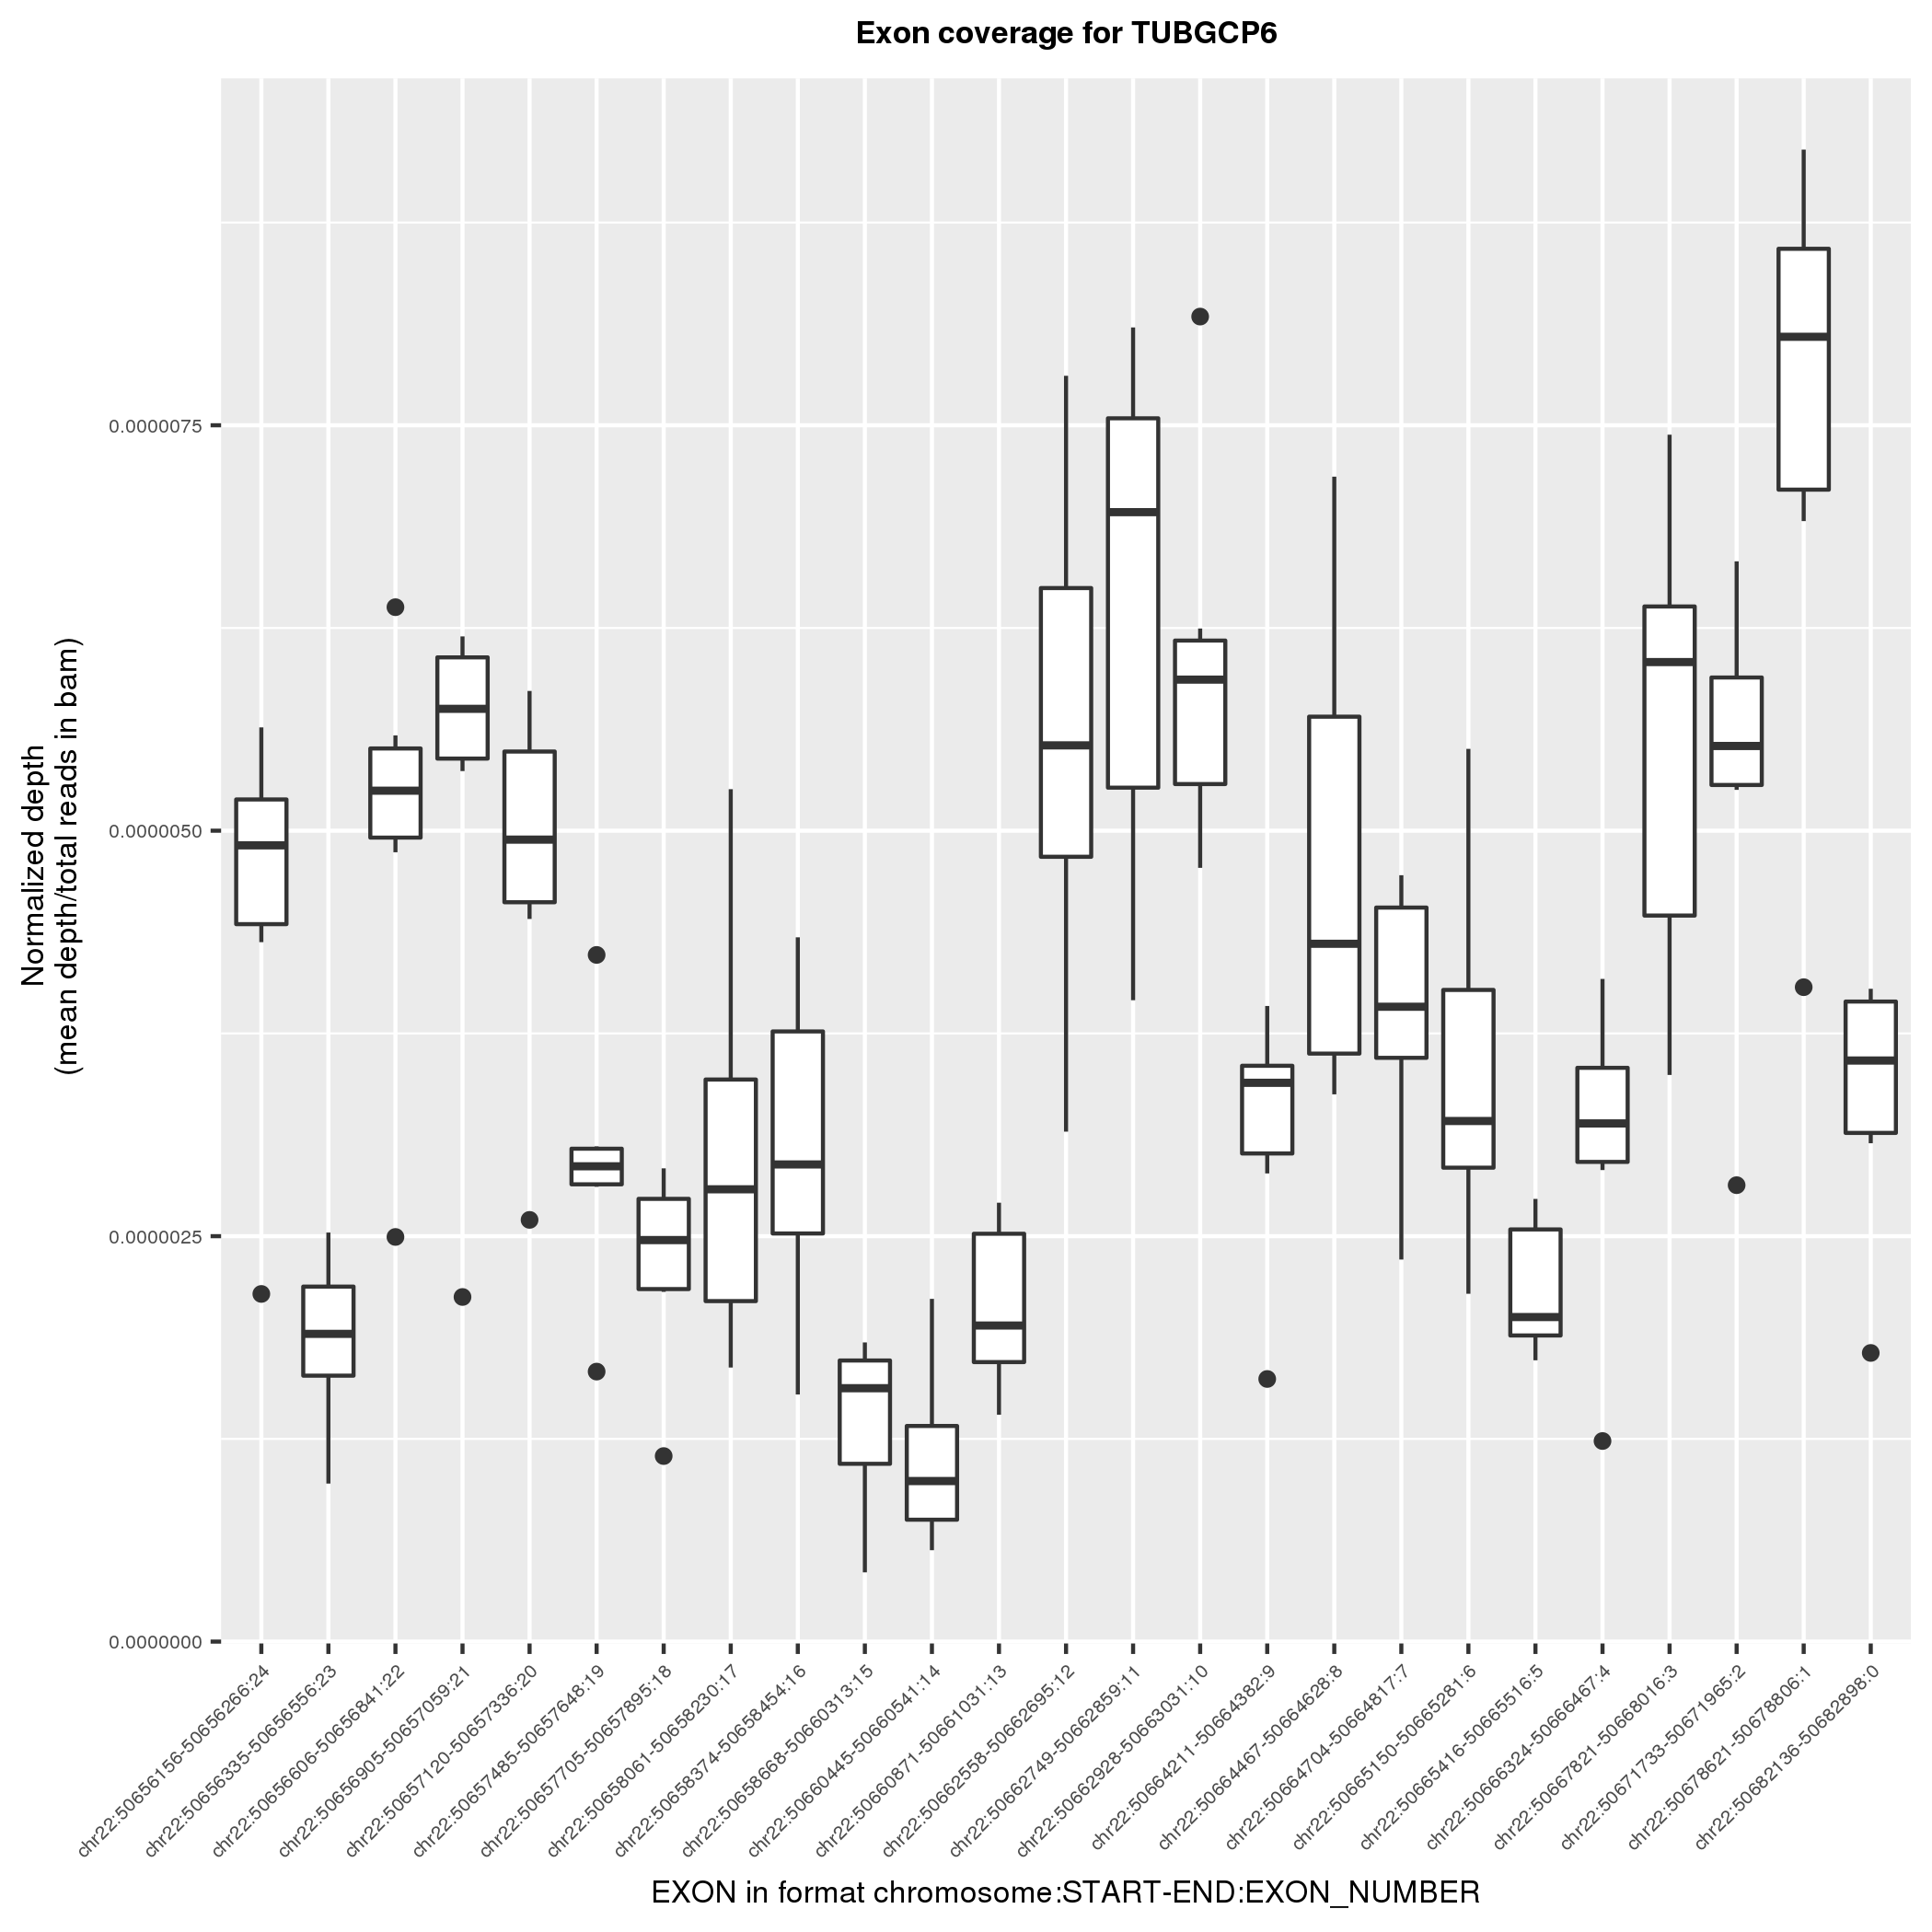 Exon coverage for TUBGCP6
Normalized depth
(mean depth/total reads in bam)
0.0000075
0.0000050
0.0000025
0.0000000
chr22:50656156-50656266:24
chr22:50656335-50656556:23
chr22:50656606-50656841:22
chr22:50656905-50657059:21
chr22:50657120-50657336:20
chr22:50657485-50657648:19
chr22:50657705-50657895:18
chr22:50658061-50658230:17
chr22:50658374-50658454:16
chr22:50658668-50660313:15
chr22:50660445-50660541:14
chr22:50660871-50661031:13
chr22:50662558-50662695:12
chr22:50662749-50662859:11
chr22:50662928-50663031:10
chr22:50664211-50664382:9
chr22:50664467-50664628:8
chr22:50664704-50664817:7
chr22:50665150-50665281:6
chr22:50665416-50665516:5
chr22:50666324-50666467:4
chr22:50667821-50668016:3
chr22:50671733-50671965:2
chr22:50678621-50678806:1
chr22:50682136-50682898:0
EXON in format chromosome:START-END:EXON_NUMBER